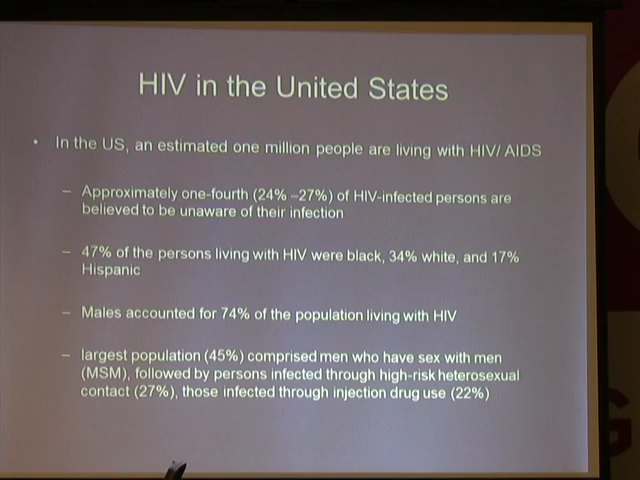 HIV in the United States
• In the US, an estimated one million people are living with HIV/ AIDS
– Approximately one-fourth (24% –27%) of HIV-infected persons are
believed to be unaware of their infection
– 47% of the persons living with HIV were black, 34% white, and 17%
Hispanic
– Males accounted for 74% of the population living with HIV
– largest population (45%) comprised men who have sex with men
(MSM), followed by persons infected through high-risk heterosexual
contact (27%), those infected through injection drug use (22%)
G